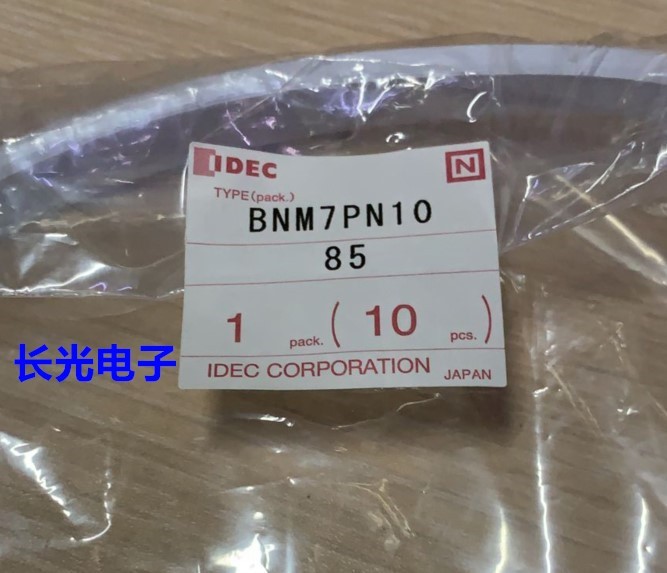 IDEC
N
TYPE(pack.)
BNM7PN10
85
1 pack. ( 10 pcs. )
长光电子
IDEC CORPORATION JAPAN